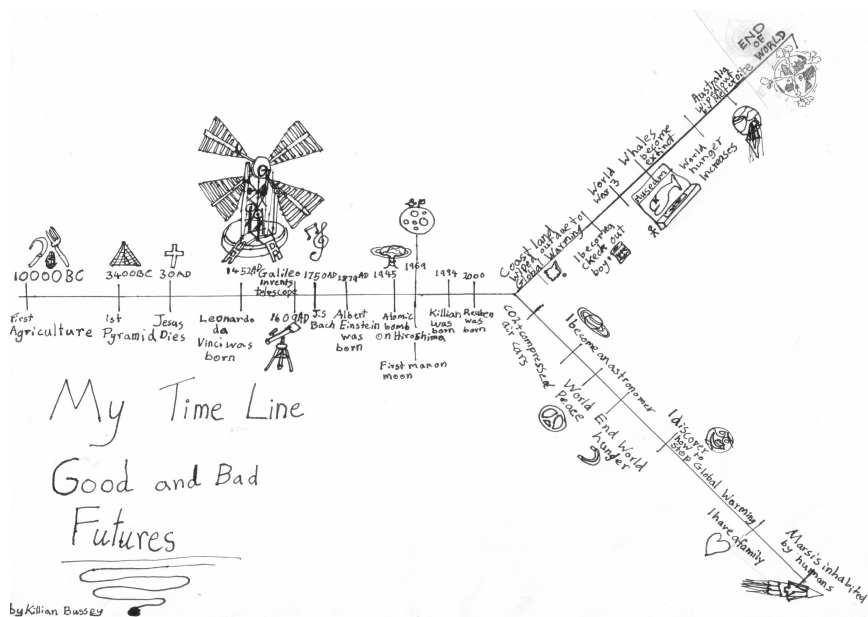 10000BC
First
Agriculture
3400BC
1st
Pyramid
30AD
Jesus
Dies
1452AD
Leonardo
da
Vinci was
born
Galileo
invents
telescope
1609AD
1750AD
J.S
Bach
1879AD
Albert
Einstein
was
born
1945
Atomic
bomb
on Hiroshima
1969
First man on
moon
1994
Killian
was
born
2000
Reuben
was
born
Coast land
wiped out due to
Global Warming
I becoming
check out
boy
World
War 3
Whales
become
extinct
Museam
World
hunger
increases
Australia
wiped out
by
END
OF
WORLD
compressed
air cars
I become an astronomer
World Peace
End World
hunger
I discover
how to
stop Global Warming
I have a family
Mars is inhabited
by humans
My Time Line
Good and Bad
Futures
by Killian Bussey